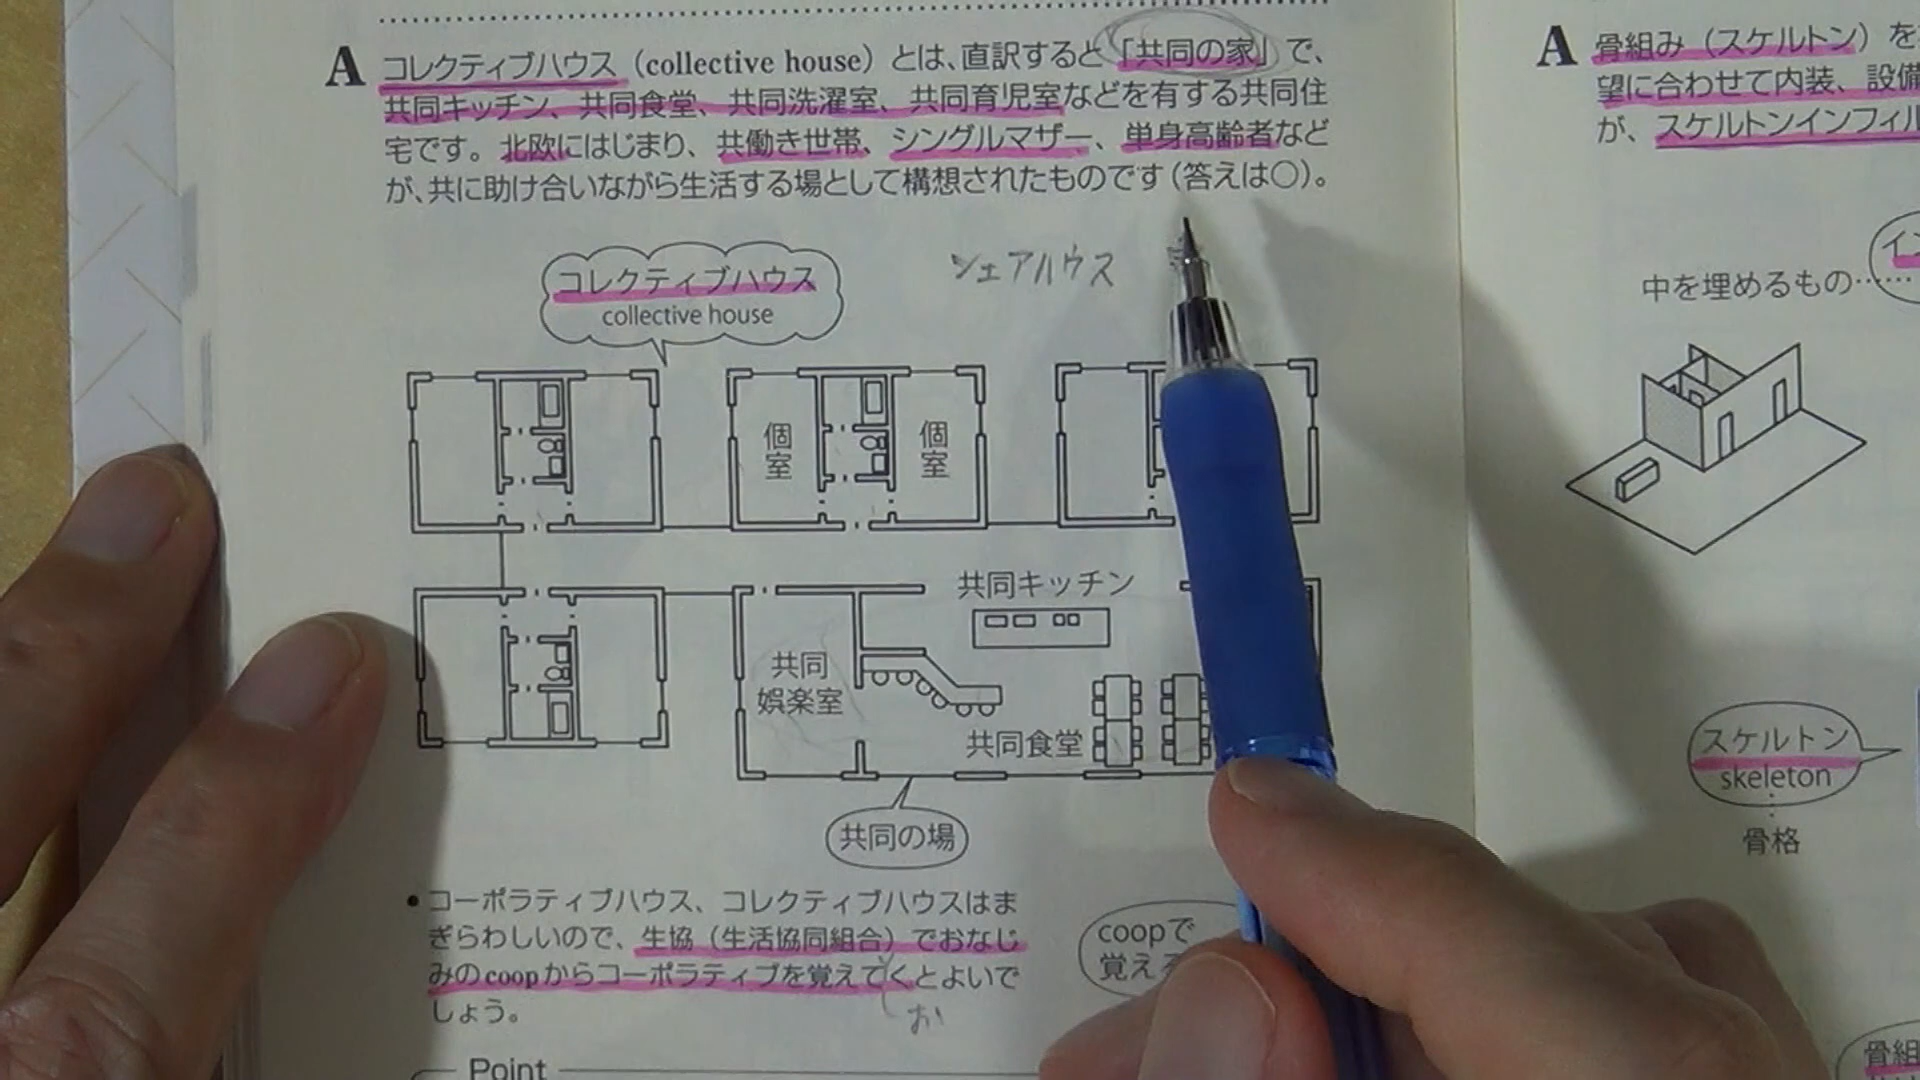 A コレクティブハウス（collective house）とは、直訳すると「共同の家」で、
共同キッチン、共同食堂、共同洗濯室、共同育児室などを有する共同住
宅です。北欧にはじまり、共働き世帯、シングルマザー、単身高齢者など
が、共に助け合いながら生活する場として構想されたものです（答えは○）。
シェアハウス
コレクティブハウス
collective house
個室
個室
共同キッチン
共同
娯楽室
共同食堂
共同の場
• コーポラティブハウス、コレクティブハウスはま
ぎらわしいので、生協（生活協同組合）でおなじ
みのcoopからコーポラティブを覚えてくとよいで
しょう。
お
coopで
覚え
Point
A 骨組み（スケルトン）を
望に合わせて内装、設備
が、スケルトンインフィル
イン
中を埋めるもの……
スケルトン
skeleton
骨格
骨組